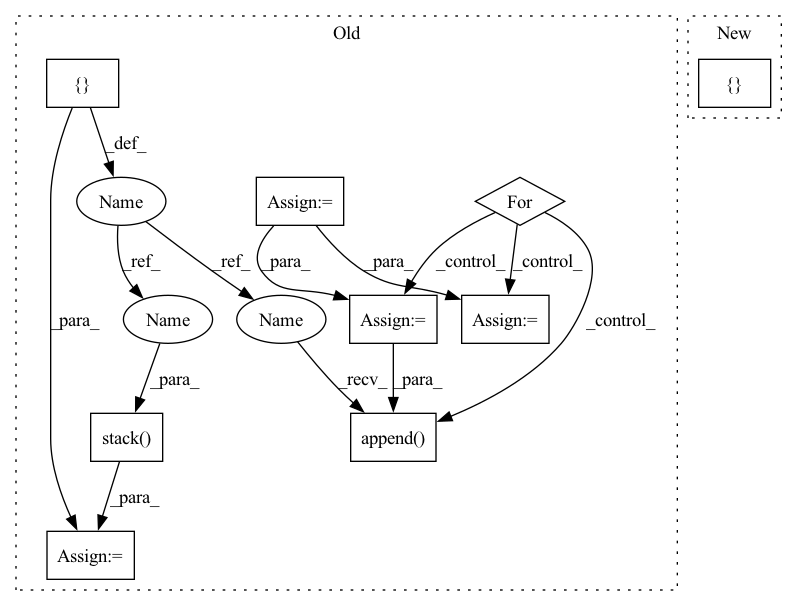 Old
New
{}
{}
_def_
Name
Assign:=
For
_ref_
_ref_
_para_
_para_
_control_
_control_
_para_
Name
Name
Assign:=
Assign:=
_control_
_para_
_recv_
_para_
stack()
append()
_para_
Assign:=